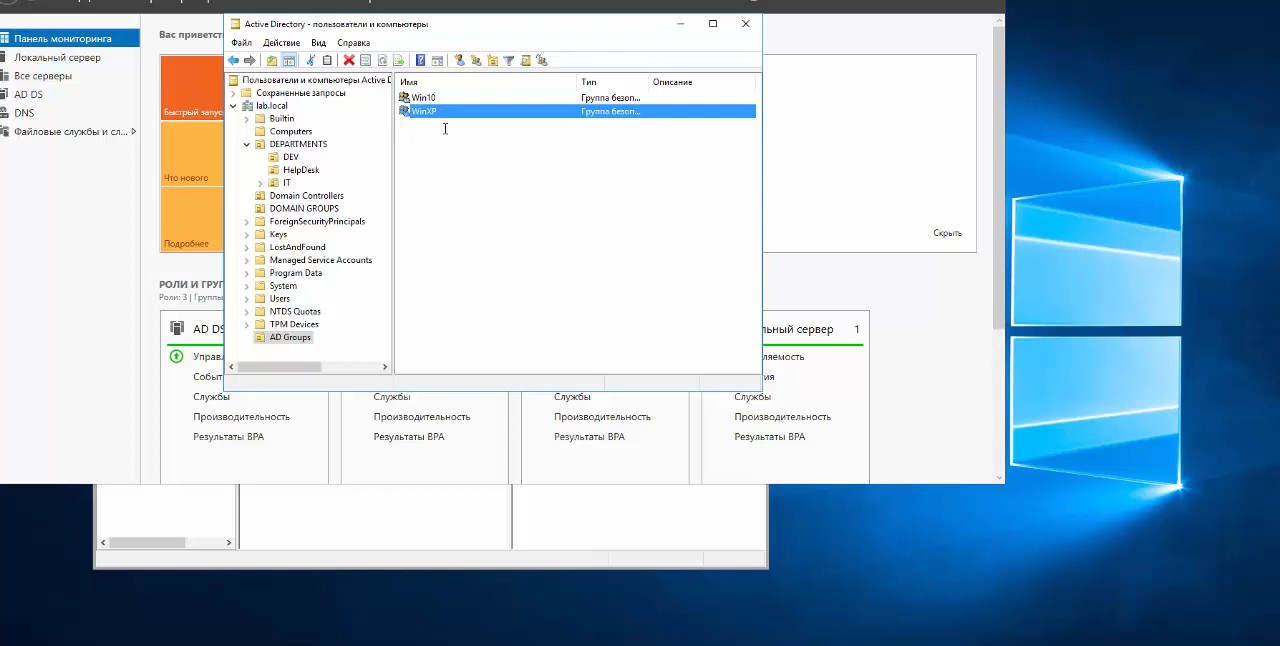 Active Directory - пользователи и компьютеры
Файл Действие Вид Справка
Панель мониторинга
Локальный сервер
Все серверы
AD DS
DNS
Файловые службы и сл...
Вас приветст
Быстрый запус
Что нового
Подробнее
Пользователи и компьютеры Active D
Сохраненные запросы
lab.local
Builtin
Computers
DEPARTMENTS
DEV
HelpDesk
IT
Domain Controllers
DOMAIN GROUPS
ForeignSecurityPrincipals
Keys
LostAndFound
Managed Service Accounts
Program Data
System
Users
NTDS Quotas
TPM Devices
AD Groups
Имя Тип Описание
Win10 Группа безоп...
WinXP Группа безоп...
Скрыть
РОЛИ И ГРУП
Роли: 3 | Группы
AD DS
Управл
Событ
Службы
Производительность
Результаты BPA
Службы
Производительность
Результаты BPA
Службы
Производительность
Результаты BPA
льный сервер 1
ляемость
ия
Службы
Производительность
Результаты BPA